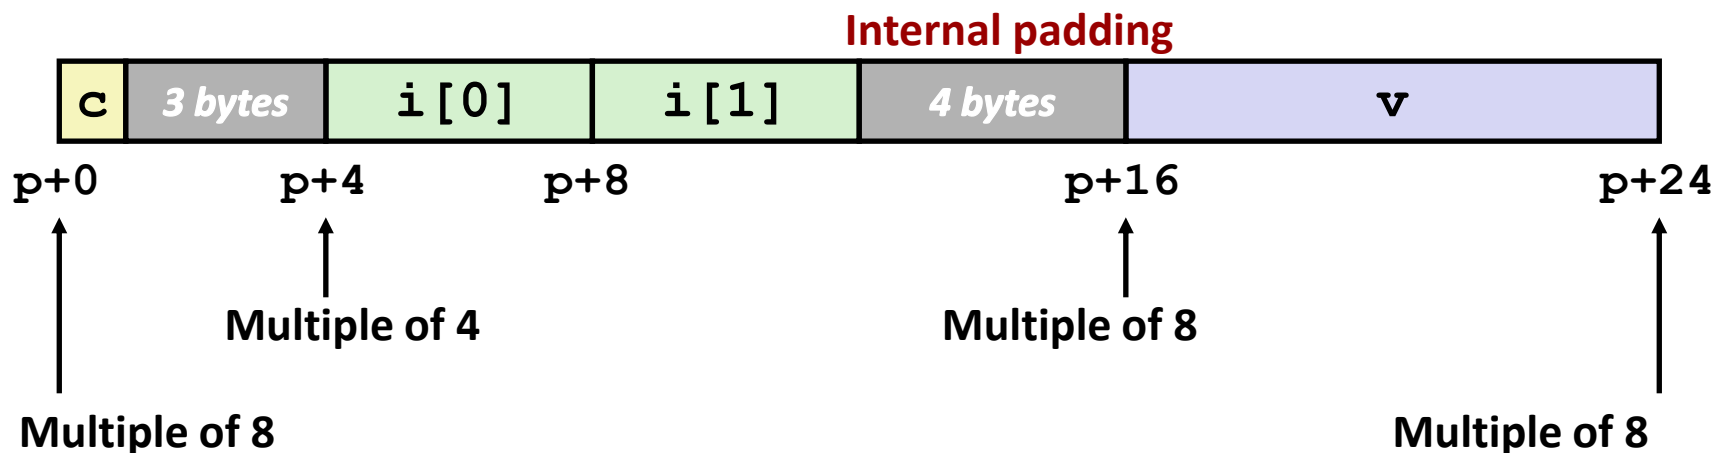 Internal padding
c 3 bytes i[0] i[1] 4 bytes v
p+0 p+4 p+8 p+16 p+24
Multiple of 4 Multiple of 8
Multiple of 8 Multiple of 8